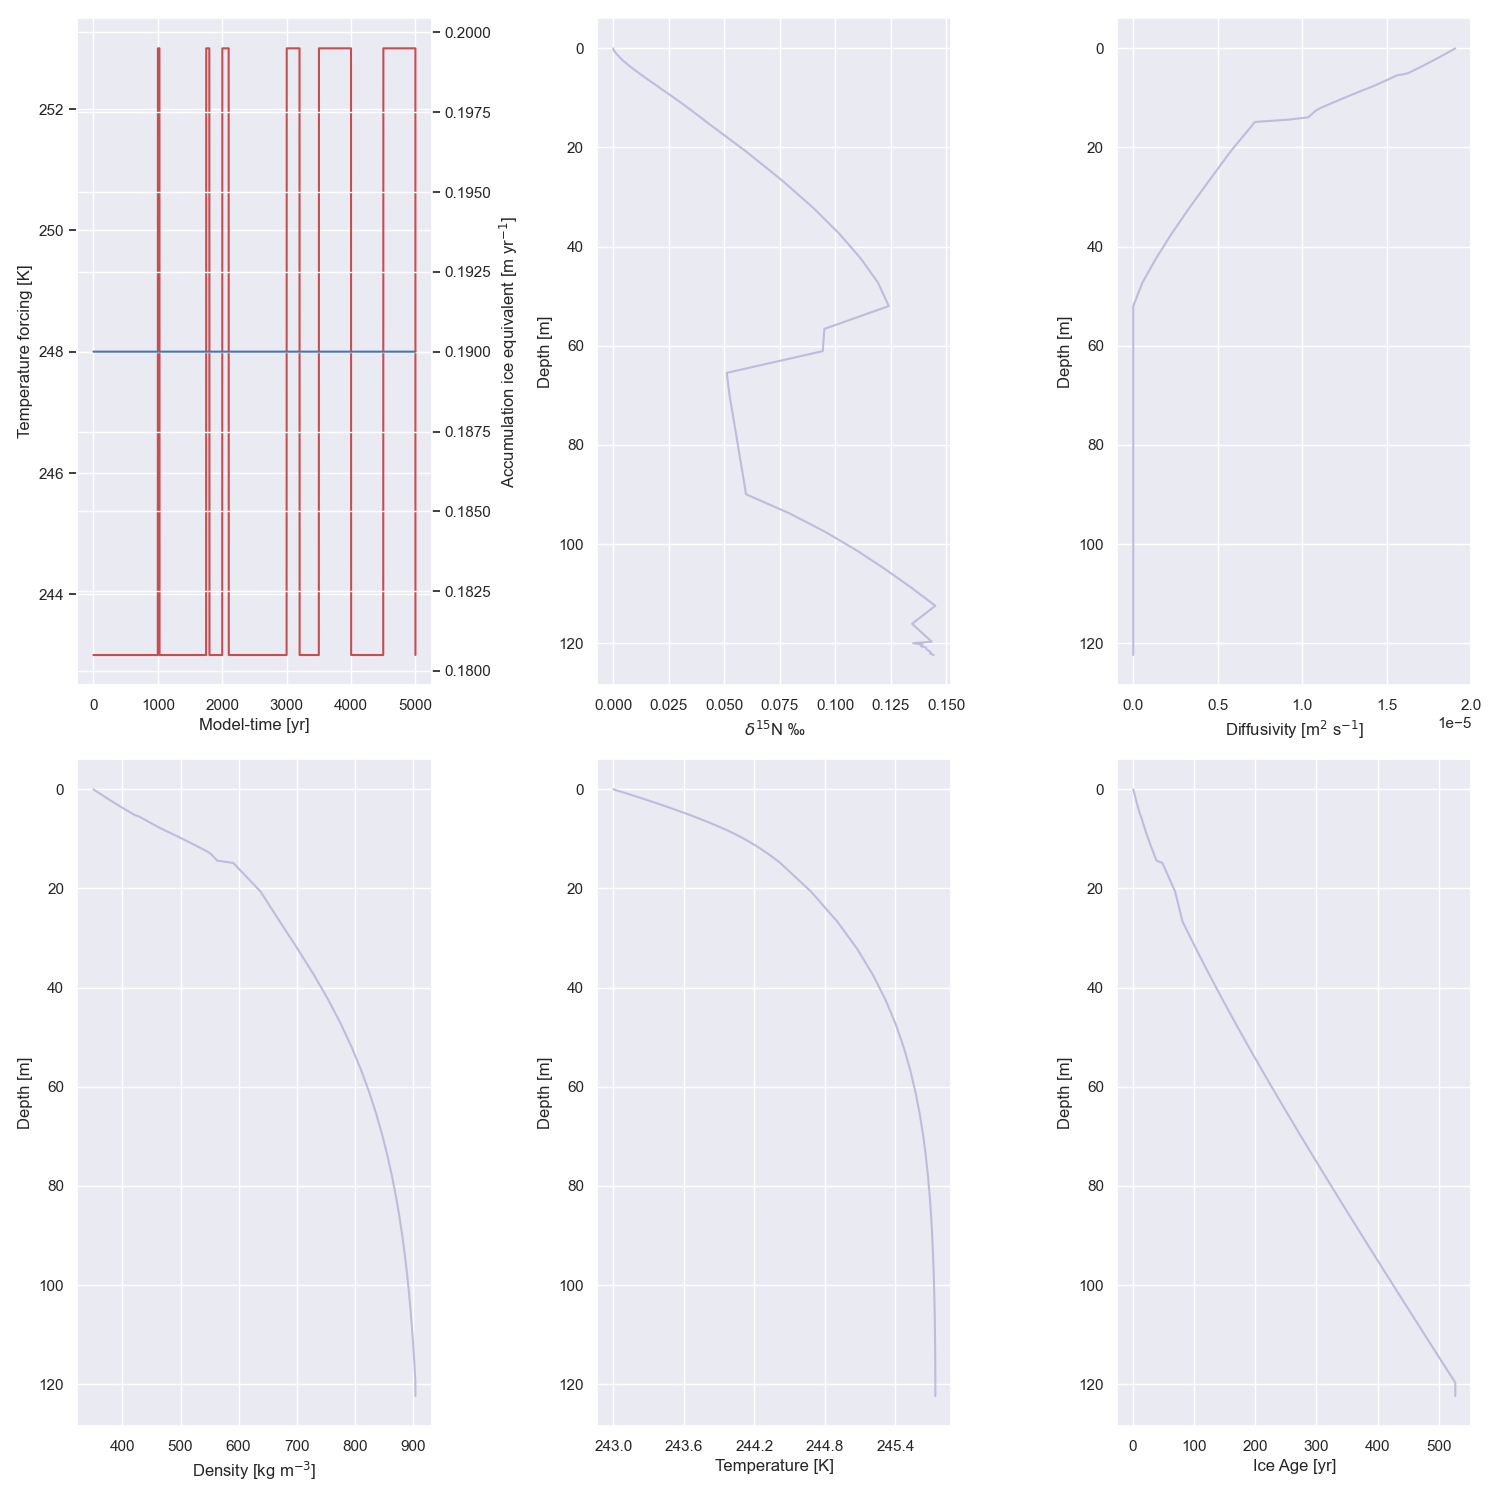 252
250
248
246
244
Temperature forcing [K]
0 1000 2000 3000 4000 5000
Model-time [yr]
0.2000
0.1975
0.1950
0.1925
0.1900
0.1875
0.1850
0.1825
0.1800
Accumulation ice equivalent [m yr⁻¹]
0
20
40
60
80
100
120
Depth [m]
0.000 0.025 0.050 0.075 0.100 0.125 0.150
δ¹⁵N ‰
0
20
40
60
80
100
120
Depth [m]
0.0 0.5 1.0 1.5 2.0
1e−5
Diffusivity [m² s⁻¹]
0
20
40
60
80
100
120
Depth [m]
400 500 600 700 800 900
Density [kg m⁻³]
0
20
40
60
80
100
120
Depth [m]
243.0 243.6 244.2 244.8 245.4
Temperature [K]
0
20
40
60
80
100
120
Depth [m]
0 100 200 300 400 500
Ice Age [yr]